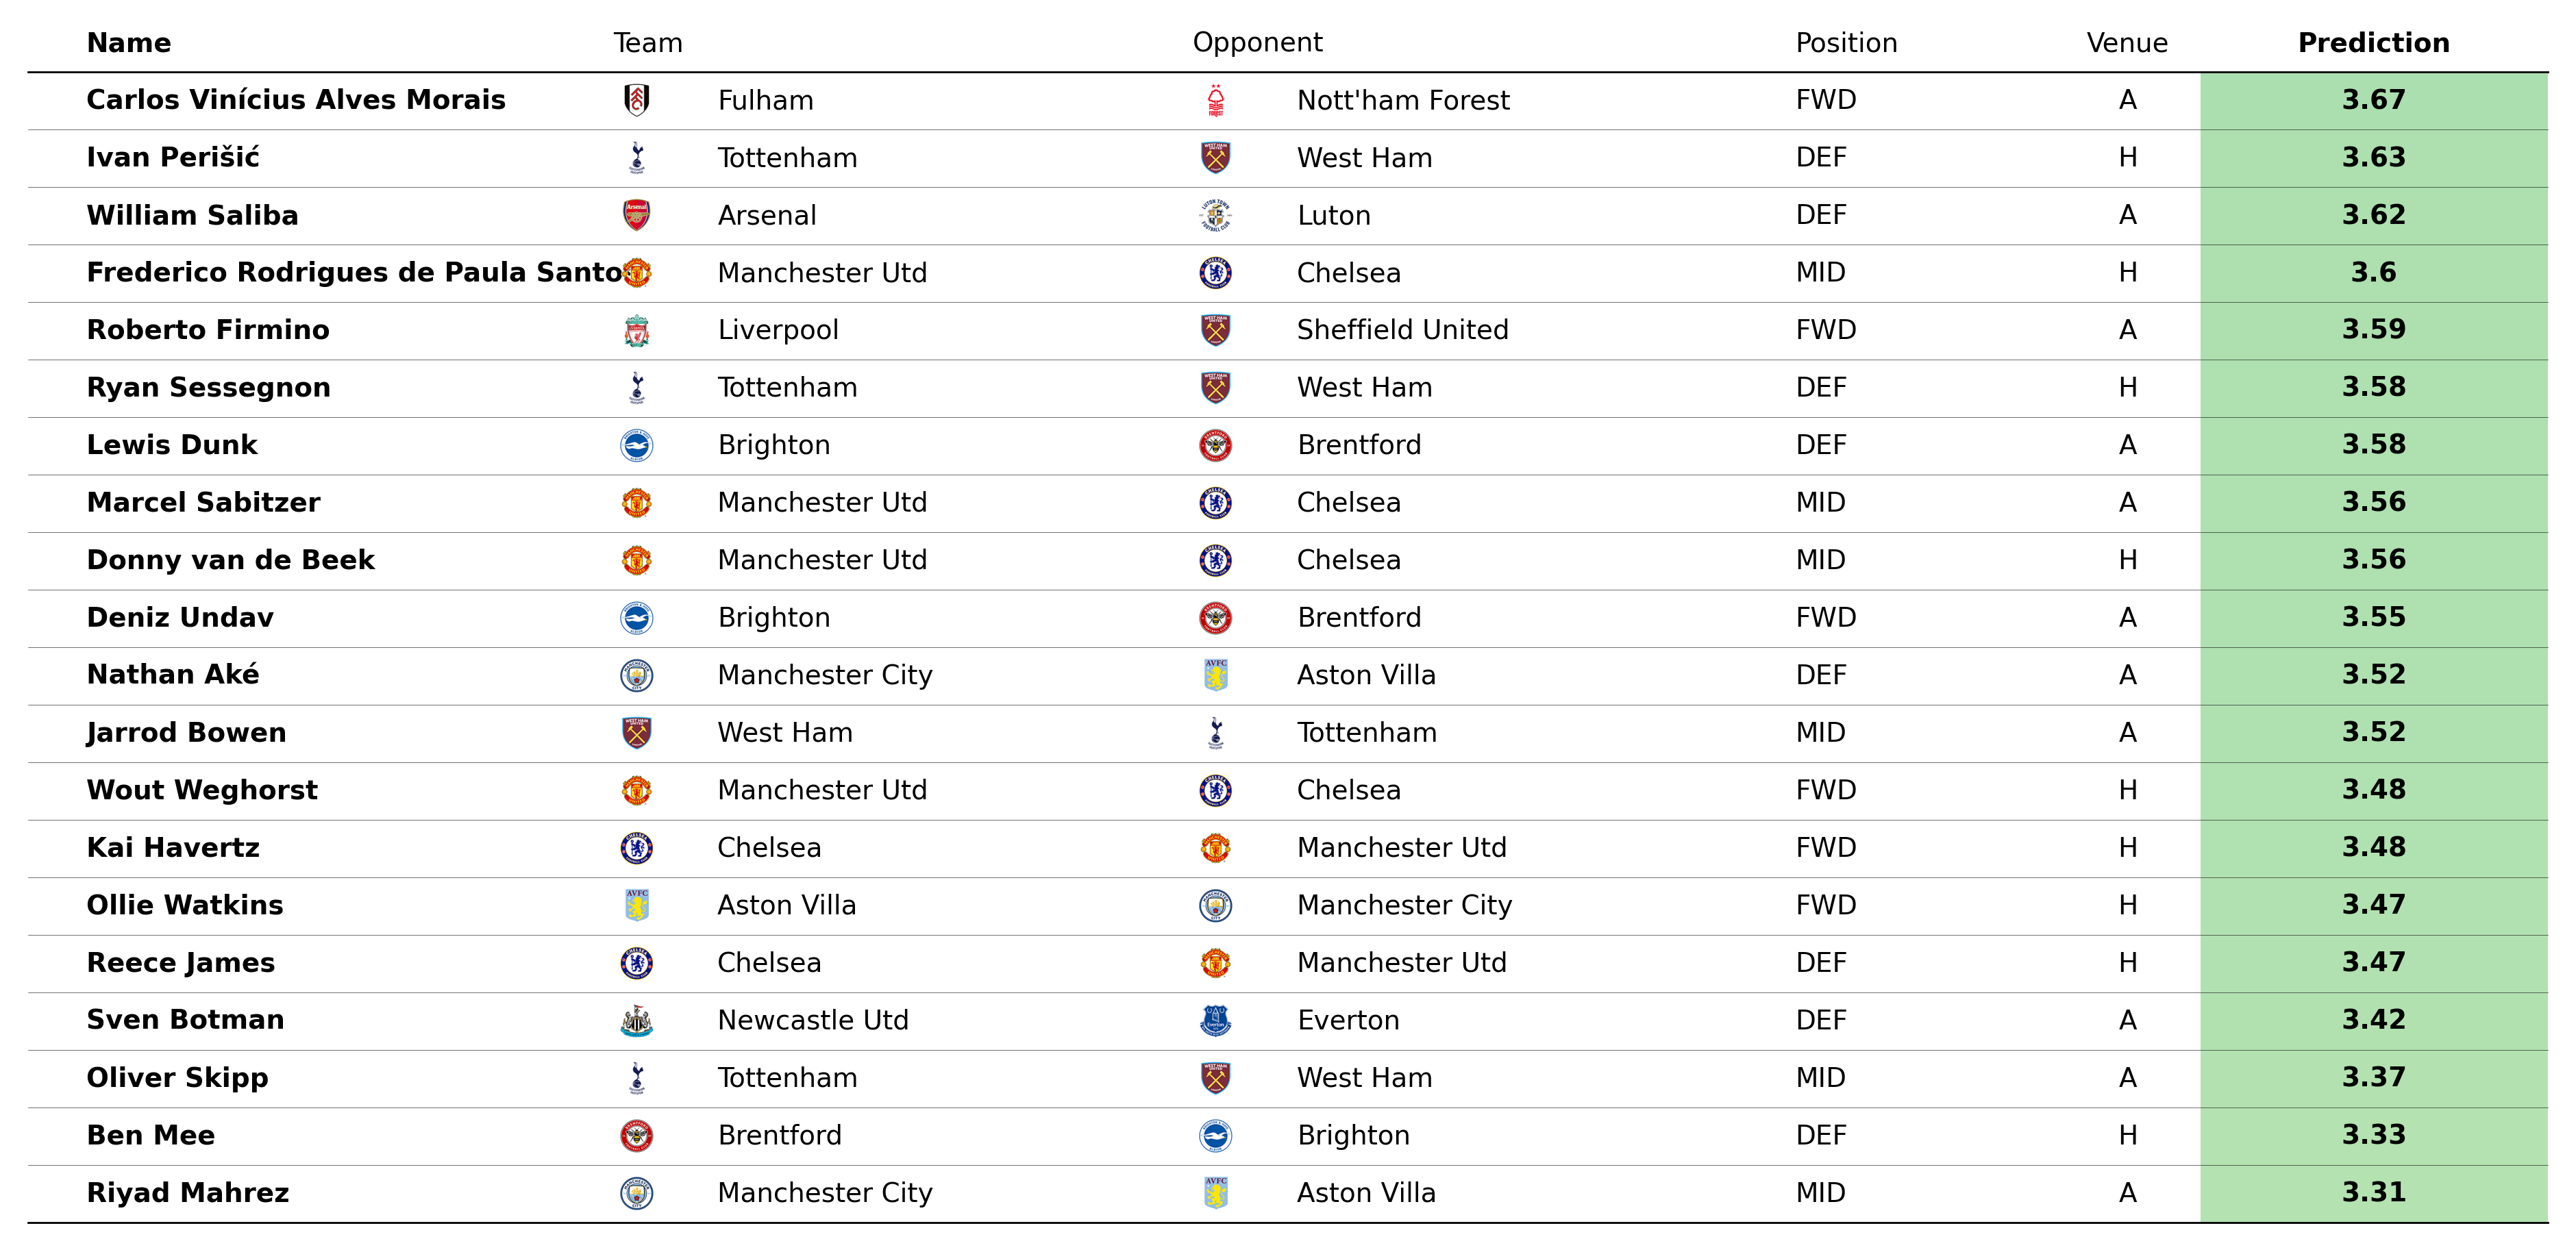 Name Team Opponent Position Venue Prediction
Carlos Vinícius Alves Morais Fulham Nott'ham Forest FWD A 3.67
Ivan Perišić Tottenham West Ham DEF H 3.63
William Saliba Arsenal Luton DEF A 3.62
Frederico Rodrigues de Paula Santo Manchester Utd Chelsea MID H 3.6
Roberto Firmino Liverpool Sheffield United FWD A 3.59
Ryan Sessegnon Tottenham West Ham DEF H 3.58
Lewis Dunk Brighton Brentford DEF A 3.58
Marcel Sabitzer Manchester Utd Chelsea MID A 3.56
Donny van de Beek Manchester Utd Chelsea MID H 3.56
Deniz Undav Brighton Brentford FWD A 3.55
Nathan Aké Manchester City Aston Villa DEF A 3.52
Jarrod Bowen West Ham Tottenham MID A 3.52
Wout Weghorst Manchester Utd Chelsea FWD H 3.48
Kai Havertz Chelsea Manchester Utd FWD H 3.48
Ollie Watkins Aston Villa Manchester City FWD H 3.47
Reece James Chelsea Manchester Utd DEF H 3.47
Sven Botman Newcastle Utd Everton DEF A 3.42
Oliver Skipp Tottenham West Ham MID A 3.37
Ben Mee Brentford Brighton DEF H 3.33
Riyad Mahrez Manchester City Aston Villa MID A 3.31